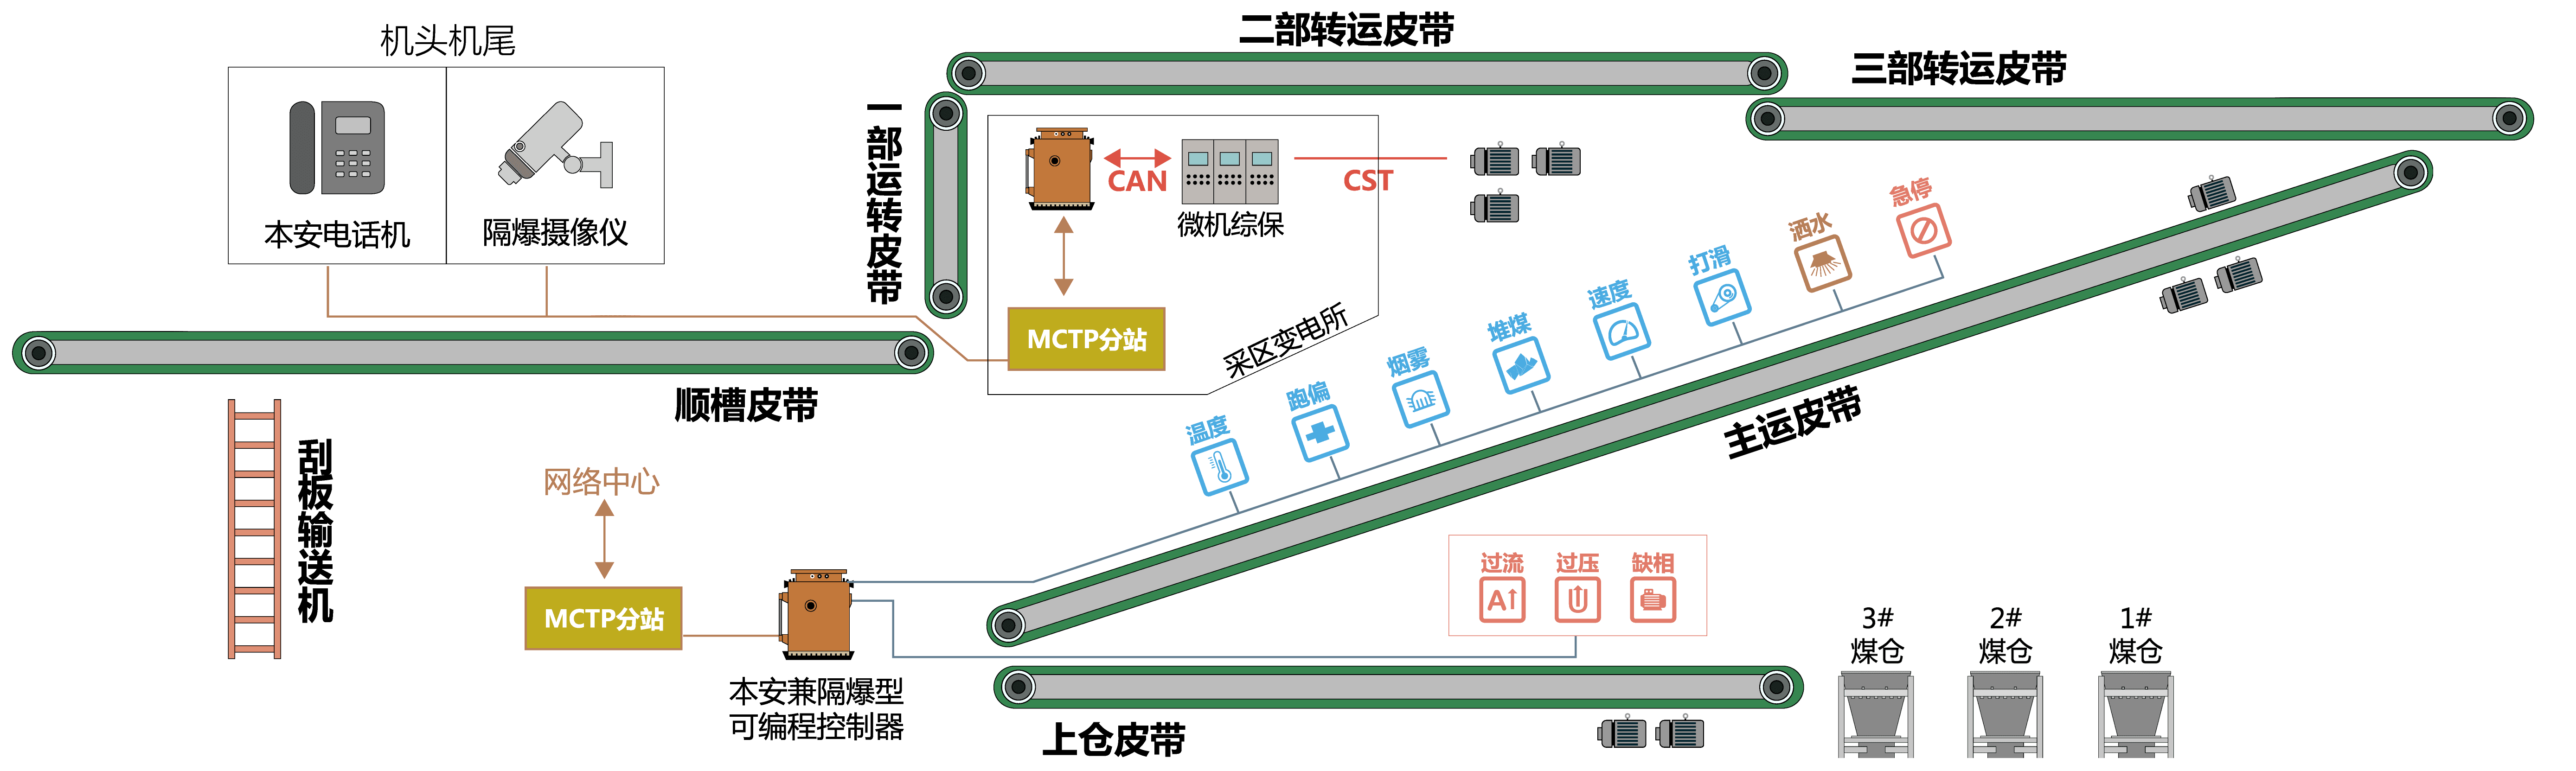 机头机尾
本安电话机
隔爆摄像仪
一部运转皮带
二部转运皮带
三部转运皮带
CAN
微机综保
CST
MCTP分站
采区变电所
顺槽皮带
刮板输送机
网络中心
MCTP分站
本安兼隔爆型
可编程控制器
温度
跑偏
烟雾
堆煤
速度
打滑
洒水
急停
主运皮带
过流
过压
缺相
A
U
上仓皮带
3#
煤仓
2#
煤仓
1#
煤仓